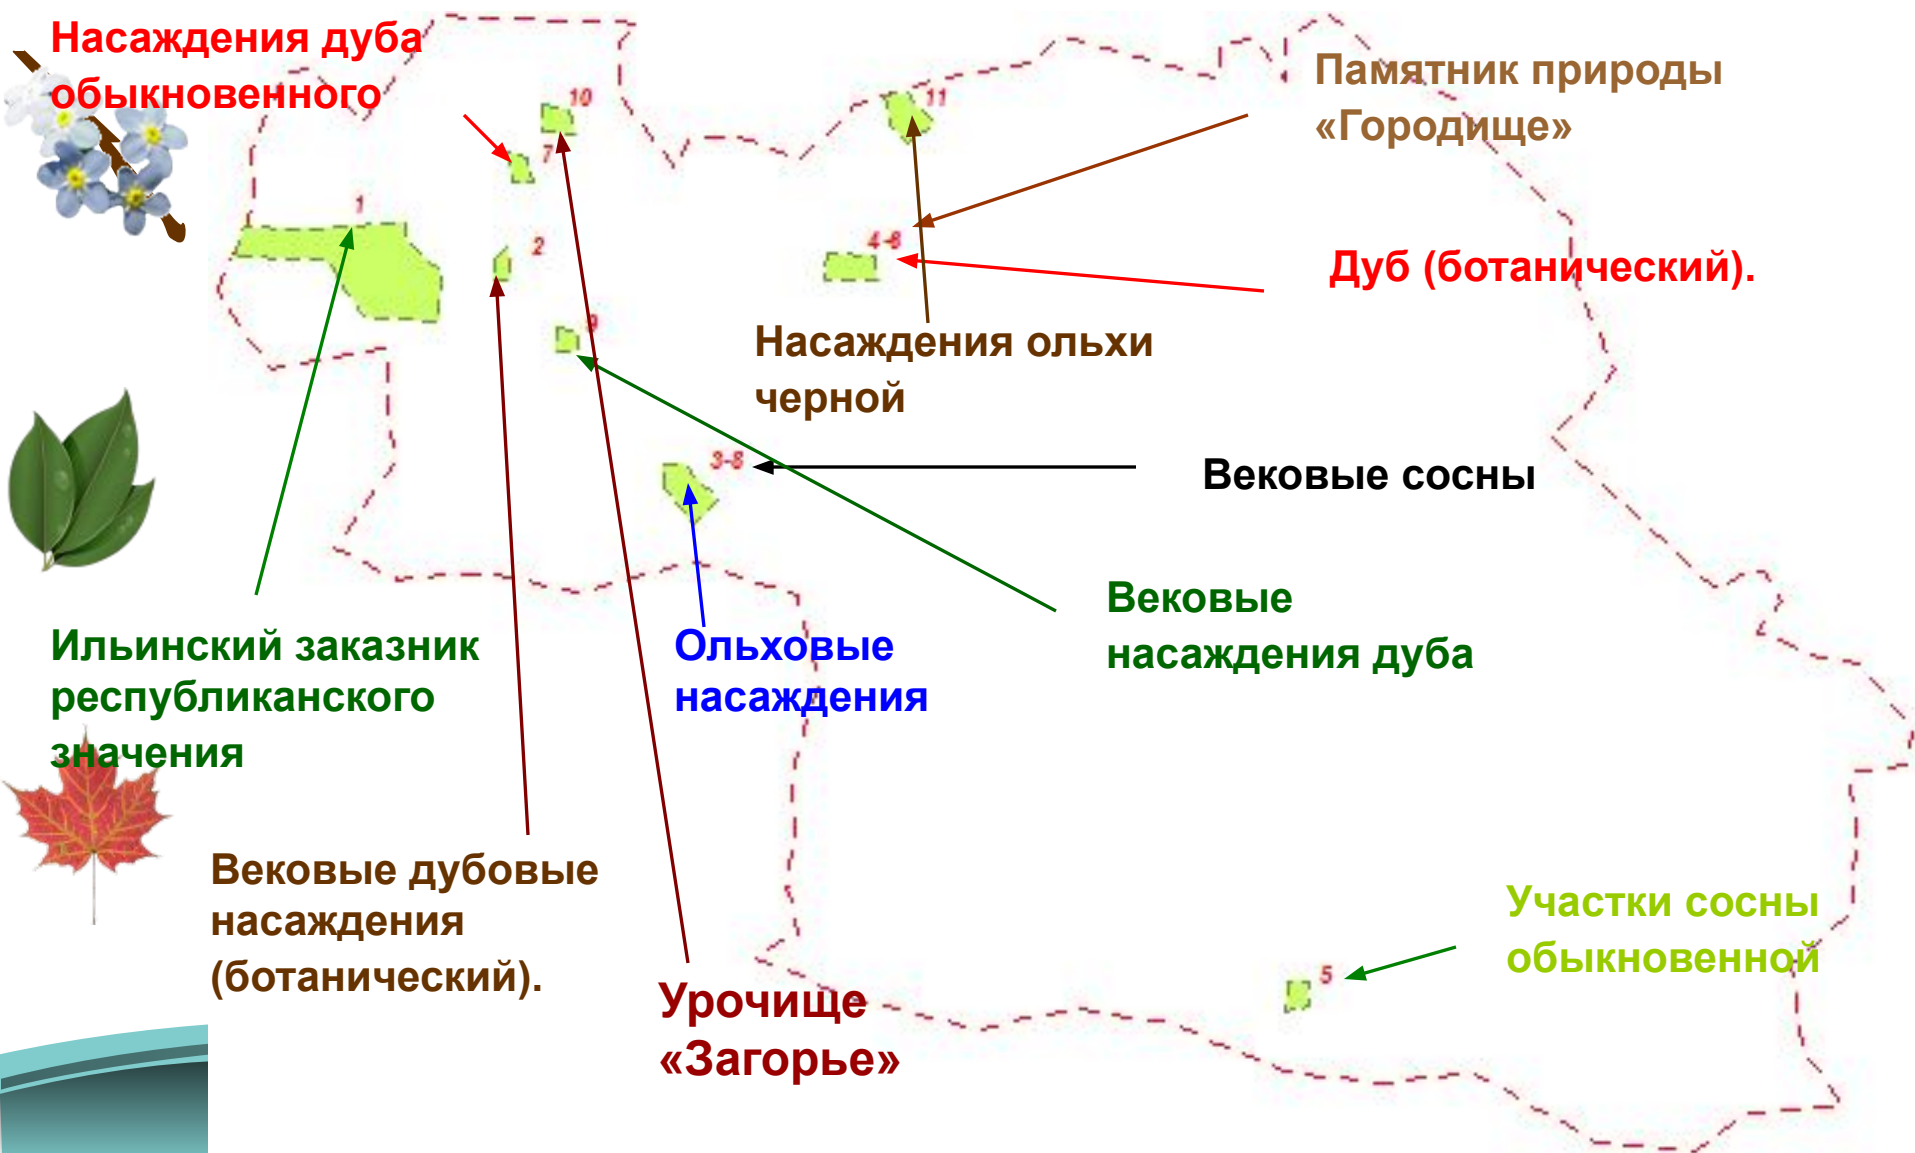 Насаждения дуба
обыкновенного
Памятник природы
«Городище»
10
11
7
1
2
4-8
Дуб (ботанический).
9
Насаждения ольхи
черной
3-8
Вековые сосны
Вековые
насаждения дуба
Ильинский заказник
республиканского
значения
Ольховые
насаждения
Вековые дубовые
насаждения
(ботанический).
Участки сосны
обыкновенной
5
Урочище
«Загорье»